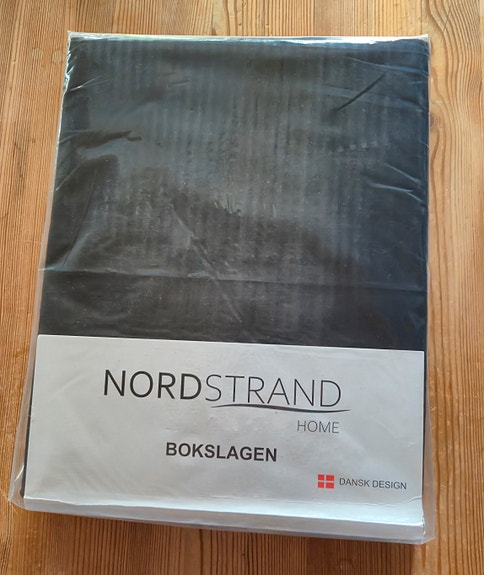 NORDSTRAND
HOME
BOKSLAGEN
DANSK DESIGN